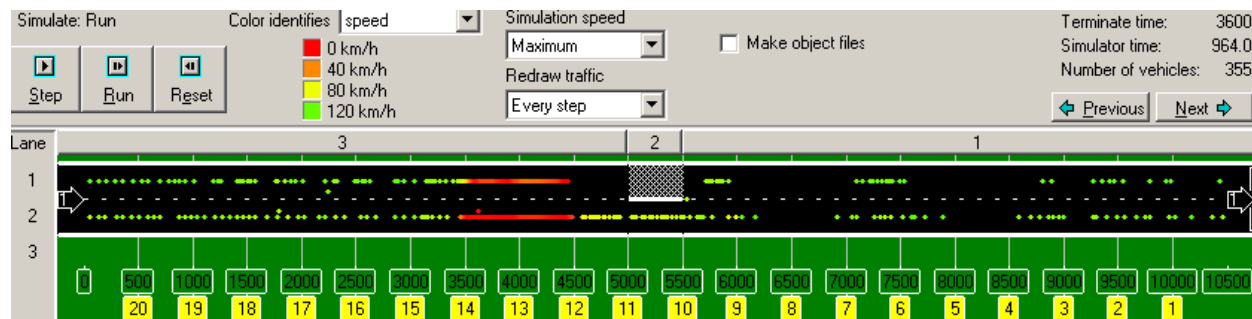 Simulate: Run
Color identifies speed
Simulation speed
Terminate time: 3600
0 km/h
Maximum
Make object files
Simulator time: 964.0
40 km/h
Redraw traffic
Number of vehicles: 355
80 km/h
Step Run Reset
120 km/h
Every step
Previous Next
Lane 3 2 1
1
1 1
2
3
0 500 1000 1500 2000 2500 3000 3500 4000 4500 5000 5500 6000 6500 7000 7500 8000 8500 9000 9500 10000 10500
20 19 18 17 16 15 14 13 12 11 10 9 8 7 6 5 4 3 2 1